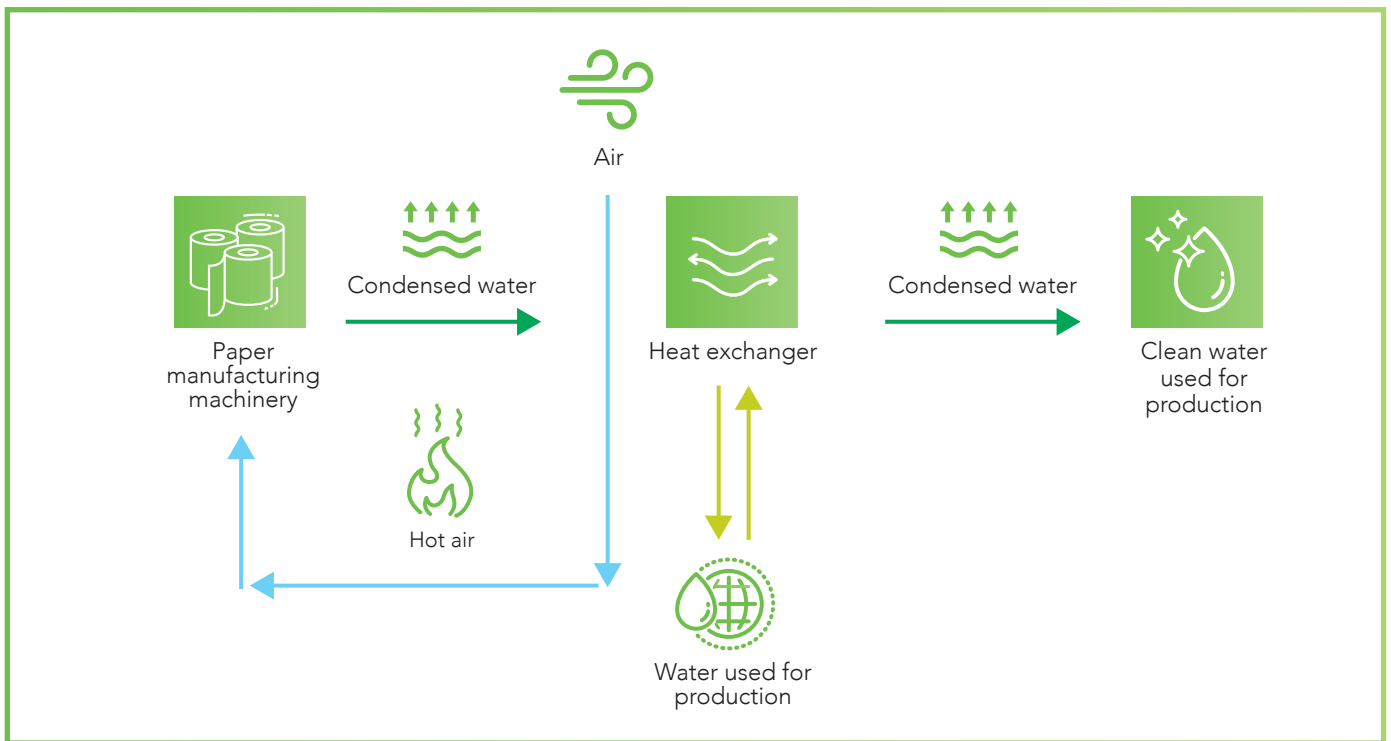 Air
Condensed water
Condensed water
Paper
manufacturing
machinery
Heat exchanger
Clean water
used for
production
Hot air
Water used for
production